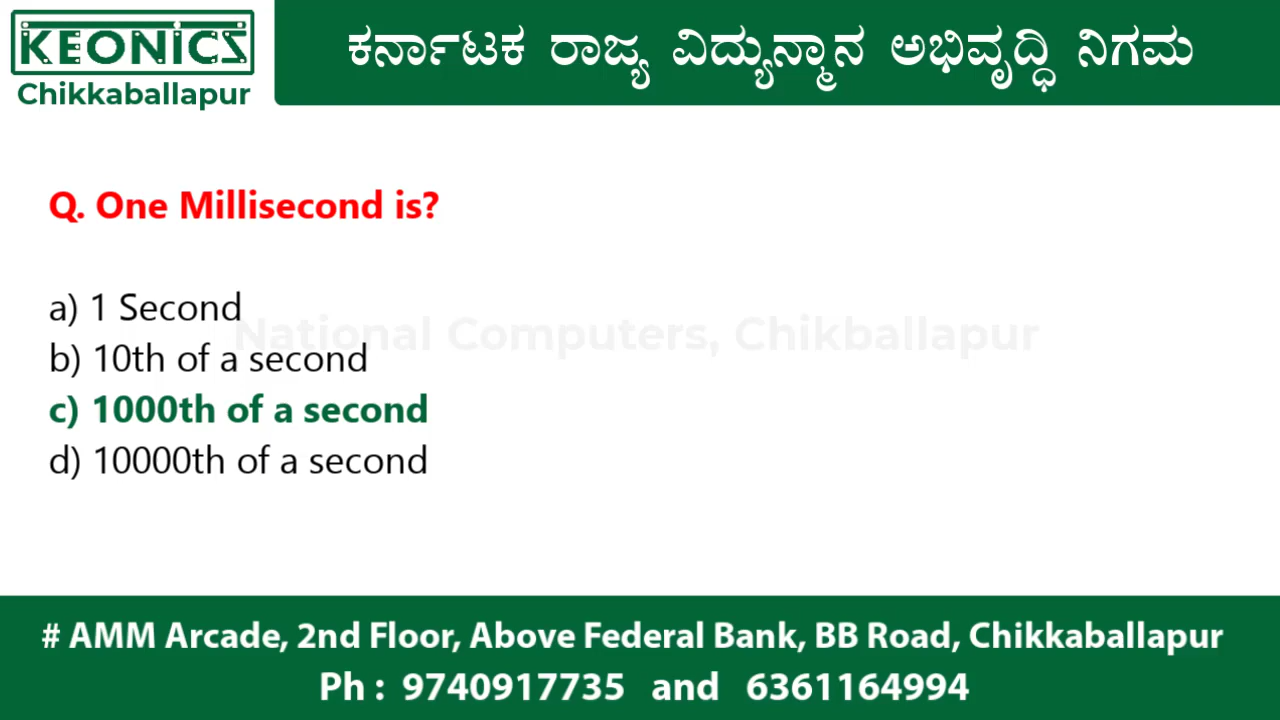 KEONICS
Chikkaballapur
ಕರ್ನಾಟಕ ರಾಜ್ಯ ವಿದ್ಯುನ್ಮಾನ ಅಭಿವೃದ್ಧಿ ನಿಗಮ
Q. One Millisecond is?
a) 1 Second
National Computers, Chikballapur
b) 10th of a second
c) 1000th of a second
d) 10000th of a second
# AMM Arcade, 2nd Floor, Above Federal Bank, BB Road, Chikkaballapur
Ph : 9740917735 and 6361164994